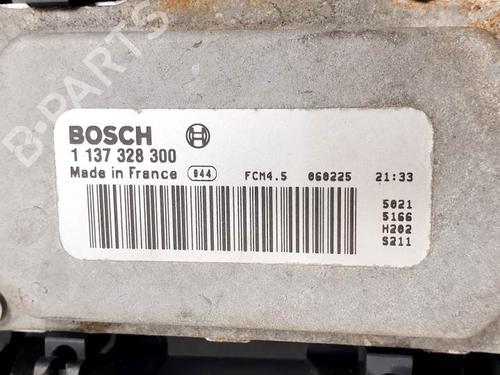 B-PARTS
BOSCH
1 137 328 300
Made in France 944 FCM4.5 060225 21:33
5021
5166
H202
S211